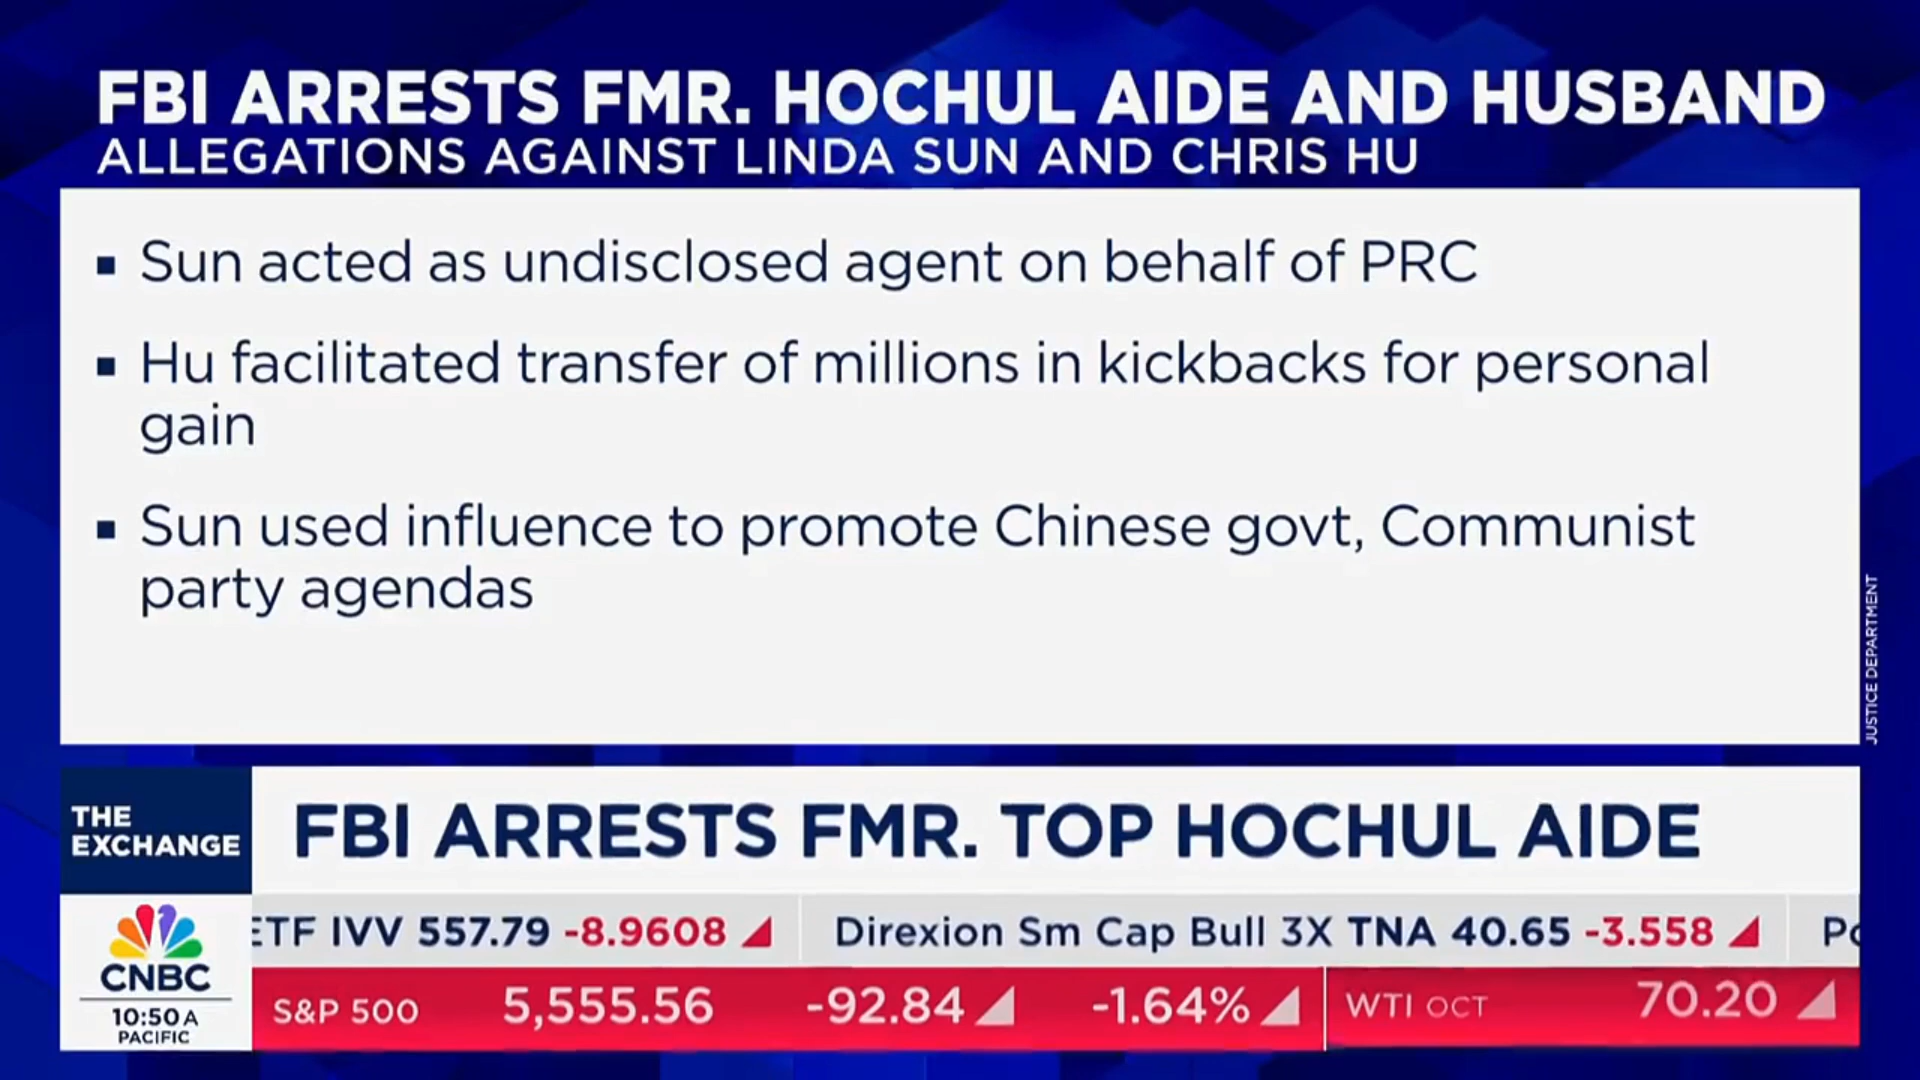 FBI ARRESTS FMR. HOCHUL AIDE AND HUSBAND
ALLEGATIONS AGAINST LINDA SUN AND CHRIS HU
▪ Sun acted as undisclosed agent on behalf of PRC
▪ Hu facilitated transfer of millions in kickbacks for personal
gain
▪ Sun used influence to promote Chinese govt, Communist
party agendas
JUSTICE DEPARTMENT
THE
EXCHANGE
FBI ARRESTS FMR. TOP HOCHUL AIDE
ETF IVV 557.79 -8.9608 Direxion Sm Cap Bull 3X TNA 40.65 -3.558
CNBC
10:50 A
PACIFIC
S&P 500 5,555.56 -92.84 -1.64% WTI OCT 70.20